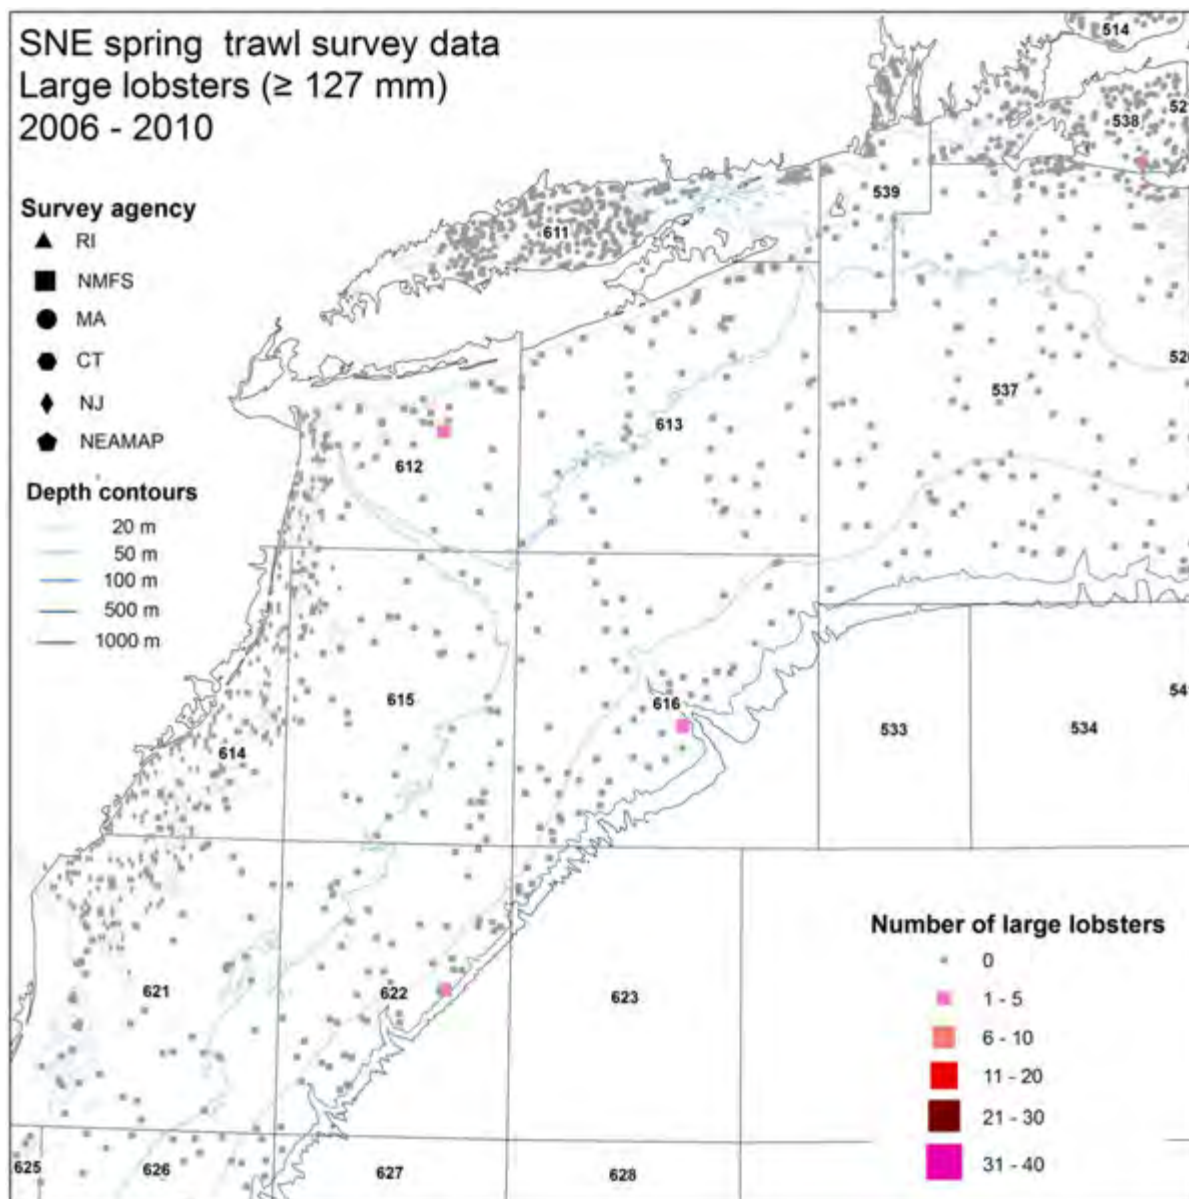 SNE spring trawl survey data
Large lobsters (≥ 127 mm)
2006 - 2010
Survey agency
RI
NMFS
MA
CT
NJ
NEAMAP
Depth contours
20 m
50 m
100 m
500 m
1000 m
514
538
539
611
537
613
612
615
616
614
533
534
621
622
623
625
626
627
628
Number of large lobsters
0
1 - 5
6 - 10
11 - 20
21 - 30
31 - 40